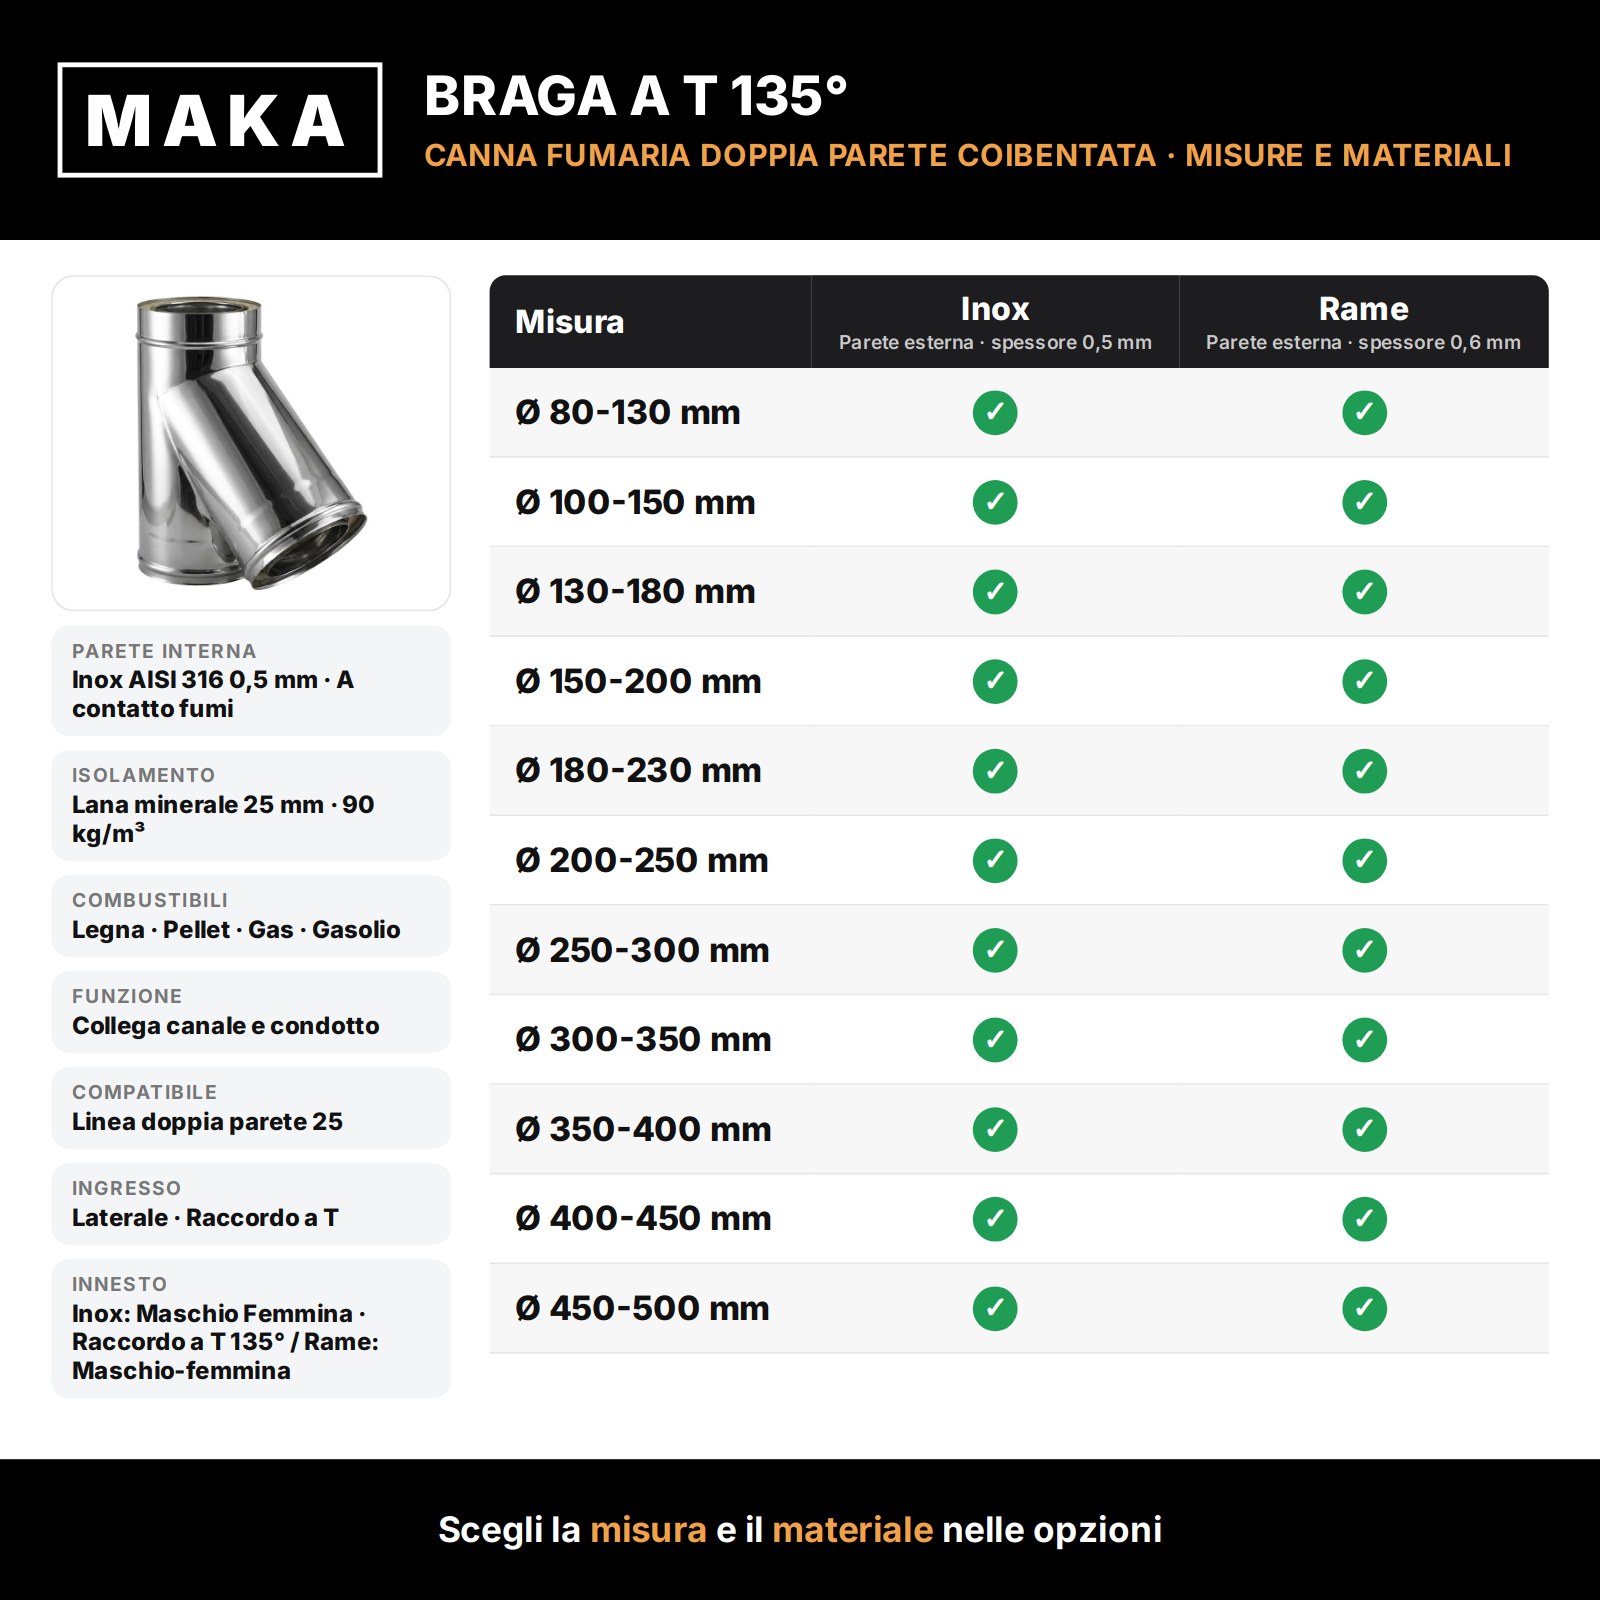 MAKA
BRAGA A T 135°
CANNA FUMARIA DOPPIA PARETE COIBENTATA · MISURE E MATERIALI
PARETE INTERNA
Inox AISI 316 0,5 mm · A
contatto fumi
ISOLAMENTO
Lana minerale 25 mm · 90
kg/m³
COMBUSTIBILI
Legna · Pellet · Gas · Gasolio
FUNZIONE
Collega canale e condotto
COMPATIBILE
Linea doppia parete 25
INGRESSO
Laterale · Raccordo a T
INNESTO
Inox: Maschio Femmina ·
Raccordo a T 135° / Rame:
Maschio-femmina
Misura Inox Rame
Parete esterna · spessore 0,5 mm Parete esterna · spessore 0,6 mm
Ø 80-130 mm ✓ ✓
Ø 100-150 mm ✓ ✓
Ø 130-180 mm ✓ ✓
Ø 150-200 mm ✓ ✓
Ø 180-230 mm ✓ ✓
Ø 200-250 mm ✓ ✓
Ø 250-300 mm ✓ ✓
Ø 300-350 mm ✓ ✓
Ø 350-400 mm ✓ ✓
Ø 400-450 mm ✓ ✓
Ø 450-500 mm ✓ ✓
Scegli la misura e il materiale nelle opzioni